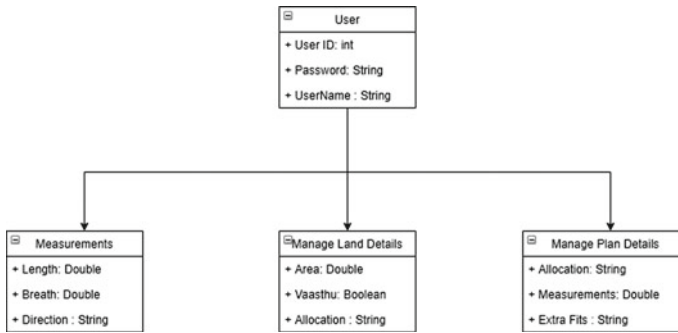 User
+ User ID: int
+ Password: String
+ UserName : String
Measurements
+ Length: Double
+ Breath: Double
+ Direction : String
Manage Land Details
+ Area: Double
+ Vaasthu: Boolean
+ Allocation : String
Manage Plan Details
+ Allocation: String
+ Measurements: Double
+ Extra Fits : String